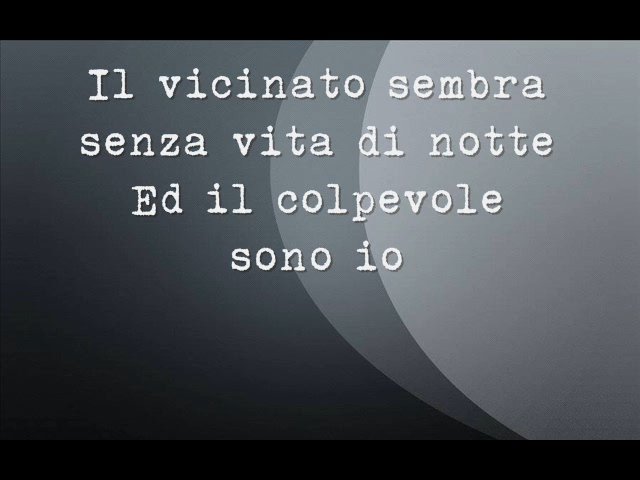 Il vicinato sembra
senza vita di notte
Ed il colpevole
sono io